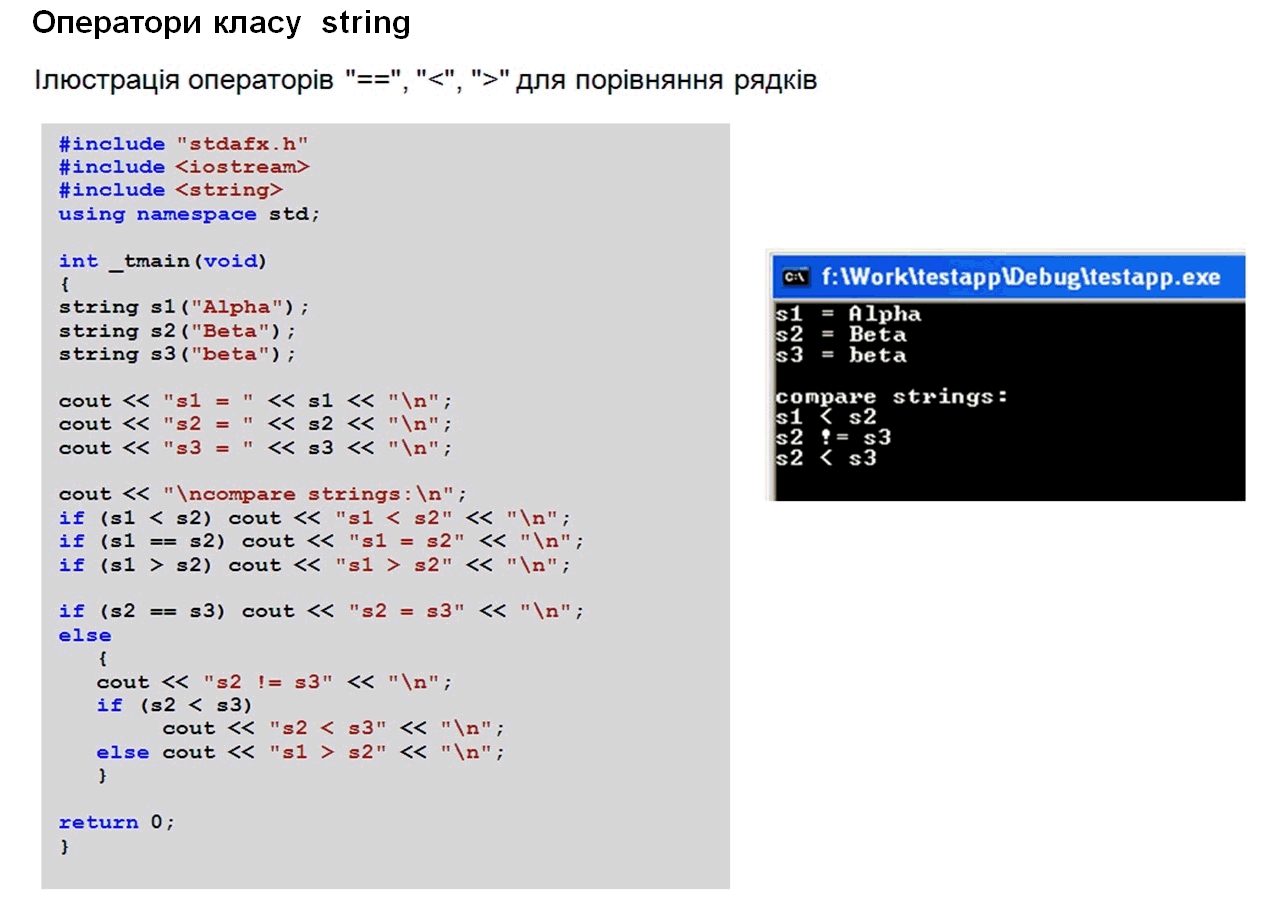 Оператори класу string
Ілюстрація операторів "==", "<", ">" для порівняння рядків
#include "stdafx.h"
#include <iostream>
#include <string>
using namespace std;
int _tmain(void)
{
string s1("Alpha");
string s2("Beta");
string s3("beta");
cout << "s1 = " << s1 << "\n";
cout << "s2 = " << s2 << "\n";
cout << "s3 = " << s3 << "\n";
cout << "\ncompare strings:\n";
if (s1 < s2) cout << "s1 < s2" << "\n";
if (s1 == s2) cout << "s1 = s2" << "\n";
if (s1 > s2) cout << "s1 > s2" << "\n";
if (s2 == s3) cout << "s2 = s3" << "\n";
else
{
cout << "s2 != s3" << "\n";
if (s2 < s3)
cout << "s2 < s3" << "\n";
else cout << "s1 > s2" << "\n";
}
return 0;
}
f:\Work\testapp\Debug\testapp.exe
s1 = Alpha
s2 = Beta
s3 = beta
compare strings:
s1 < s2
s2 != s3
s2 < s3